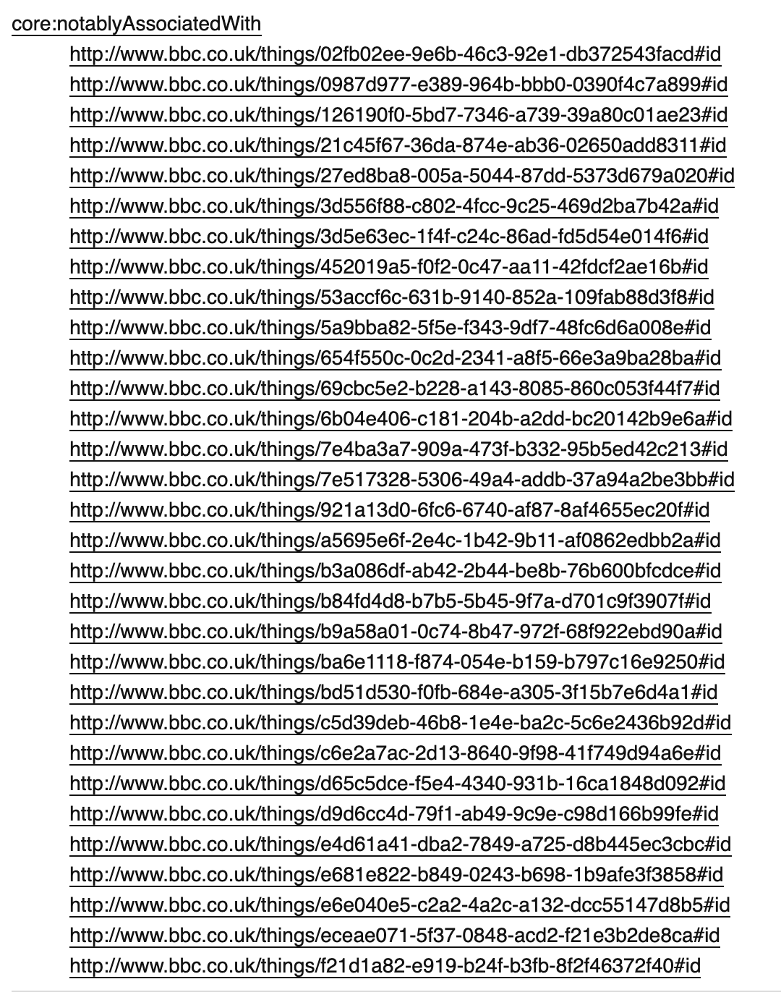 core:notablyAssociatedWith
http://www.bbc.co.uk/things/02fb02ee-9e6b-46c3-92e1-db372543facd#id
http://www.bbc.co.uk/things/0987d977-e389-964b-bbb0-0390f4c7a899#id
http://www.bbc.co.uk/things/126190f0-5bd7-7346-a739-39a80c01ae23#id
http://www.bbc.co.uk/things/21c45f67-36da-874e-ab36-02650add8311#id
http://www.bbc.co.uk/things/27ed8ba8-005a-5044-87dd-5373d679a020#id
http://www.bbc.co.uk/things/3d556f88-c802-4fcc-9c25-469d2ba7b42a#id
http://www.bbc.co.uk/things/3d5e63ec-1f4f-c24c-86ad-fd5d54e014f6#id
http://www.bbc.co.uk/things/452019a5-f0f2-0c47-aa11-42fdcf2ae16b#id
http://www.bbc.co.uk/things/53accf6c-631b-9140-852a-109fab88d3f8#id
http://www.bbc.co.uk/things/5a9bba82-5f5e-f343-9df7-48fc6d6a008e#id
http://www.bbc.co.uk/things/654f550c-0c2d-2341-a8f5-66e3a9ba28ba#id
http://www.bbc.co.uk/things/69cbc5e2-b228-a143-8085-860c053f44f7#id
http://www.bbc.co.uk/things/6b04e406-c181-204b-a2dd-bc20142b9e6a#id
http://www.bbc.co.uk/things/7e4ba3a7-909a-473f-b332-95b5ed42c213#id
http://www.bbc.co.uk/things/7e517328-5306-49a4-addb-37a94a2be3bb#id
http://www.bbc.co.uk/things/921a13d0-6fc6-6740-af87-8af4655ec20f#id
http://www.bbc.co.uk/things/a5695e6f-2e4c-1b42-9b11-af0862edbb2a#id
http://www.bbc.co.uk/things/b3a086df-ab42-2b44-be8b-76b600bfcdce#id
http://www.bbc.co.uk/things/b84fd4d8-b7b5-5b45-9f7a-d701c9f3907f#id
http://www.bbc.co.uk/things/b9a58a01-0c74-8b47-972f-68f922ebd90a#id
http://www.bbc.co.uk/things/ba6e1118-f874-054e-b159-b797c16e9250#id
http://www.bbc.co.uk/things/bd51d530-f0fb-684e-a305-3f15b7e6d4a1#id
http://www.bbc.co.uk/things/c5d39deb-46b8-1e4e-ba2c-5c6e2436b92d#id
http://www.bbc.co.uk/things/c6e2a7ac-2d13-8640-9f98-41f749d94a6e#id
http://www.bbc.co.uk/things/d65c5dce-f5e4-4340-931b-16ca1848d092#id
http://www.bbc.co.uk/things/d9d6cc4d-79f1-ab49-9c9e-c98d166b99fe#id
http://www.bbc.co.uk/things/e4d61a41-dba2-7849-a725-d8b445ec3cbc#id
http://www.bbc.co.uk/things/e681e822-b849-0243-b698-1b9afe3f3858#id
http://www.bbc.co.uk/things/e6e040e5-c2a2-4a2c-a132-dcc55147d8b5#id
http://www.bbc.co.uk/things/eceae071-5f37-0848-acd2-f21e3b2de8ca#id
http://www.bbc.co.uk/things/f21d1a82-e919-b24f-b3fb-8f2f46372f40#id